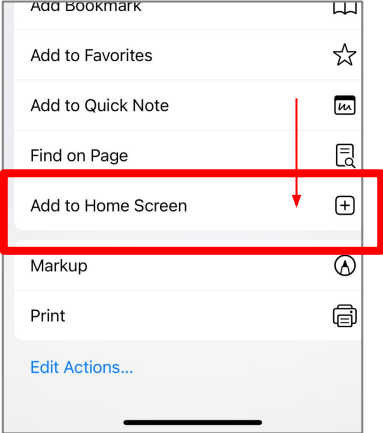 Add Bookmark
Add to Favorites
Add to Quick Note
Find on Page
Add to Home Screen
Markup
Print
Edit Actions...